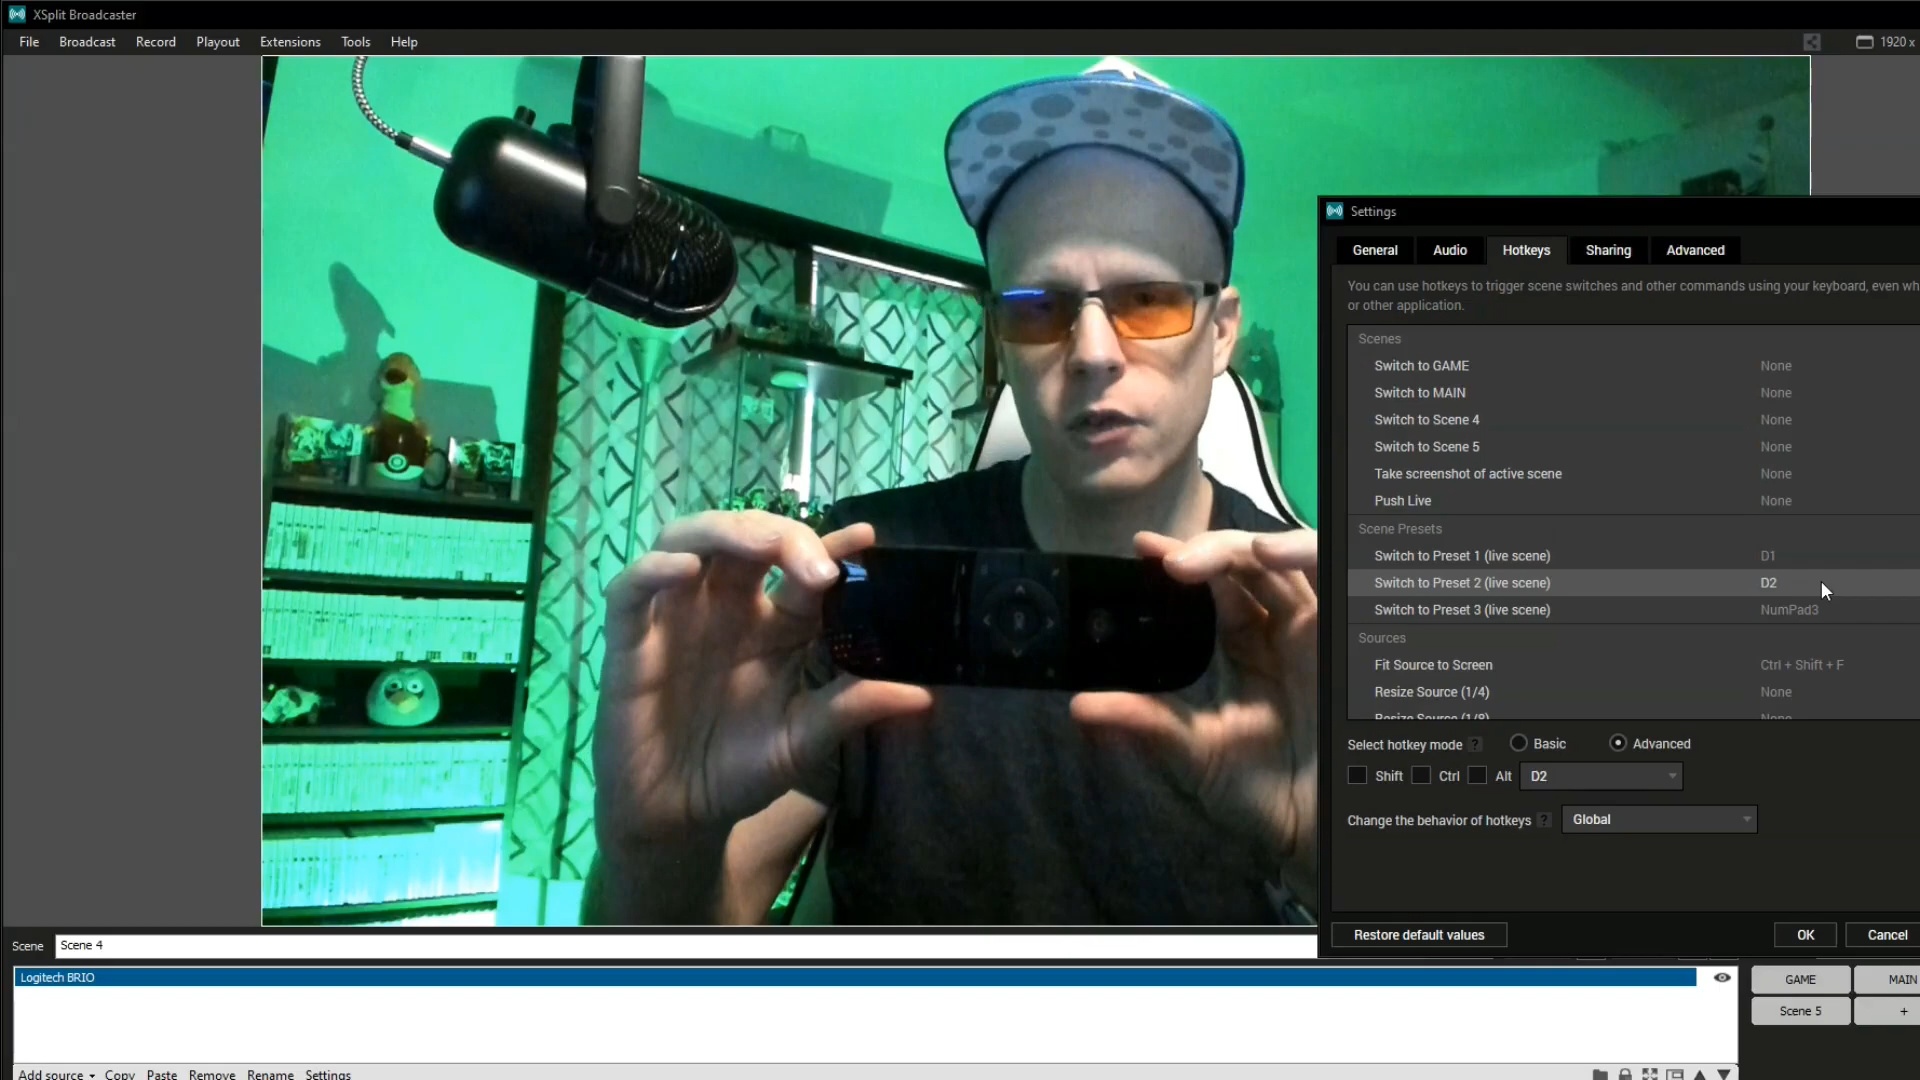 XSplit Broadcaster
File Broadcast Record Playout Extensions Tools Help
1920 x
Settings
General Audio Hotkeys Sharing Advanced
You can use hotkeys to trigger scene switches and other commands using your keyboard, even wh
or other application.
Scenes
Switch to GAME None
Switch to MAIN None
Switch to Scene 4 None
Switch to Scene 5 None
Take screenshot of active scene None
Push Live None
Scene Presets
Switch to Preset 1 (live scene) D1
Switch to Preset 2 (live scene) D2
Switch to Preset 3 (live scene) NumPad3
Sources
Fit Source to Screen Ctrl + Shift + F
Resize Source (1/4) None
Resize Source (1/8) None
Select hotkey mode ? Basic Advanced
Shift Ctrl Alt D2
Change the behavior of hotkeys ? Global
Restore default values OK Cancel
Scene Scene 4
Logitech BRIO
GAME MAIN
Scene 5 +
Add source Copy Paste Remove Rename Settings